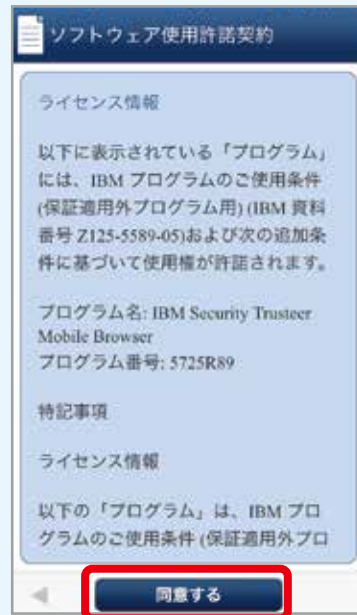 ソフトウェア使用許諾契約
ライセンス情報
以下に表示されている「プログラム」
には、IBM プログラムのご使用条件
(保証適用外プログラム用) (IBM 資料
番号 Z125-5589-05)および次の追加条
件に基づいて使用権が許諾されます。
プログラム名: IBM Security Trusteer
Mobile Browser
プログラム番号: 5725R89
特記事項
ライセンス情報
以下の「プログラム」は、IBM プロ
グラムのご使用条件 (保証適用外プロ
同意する